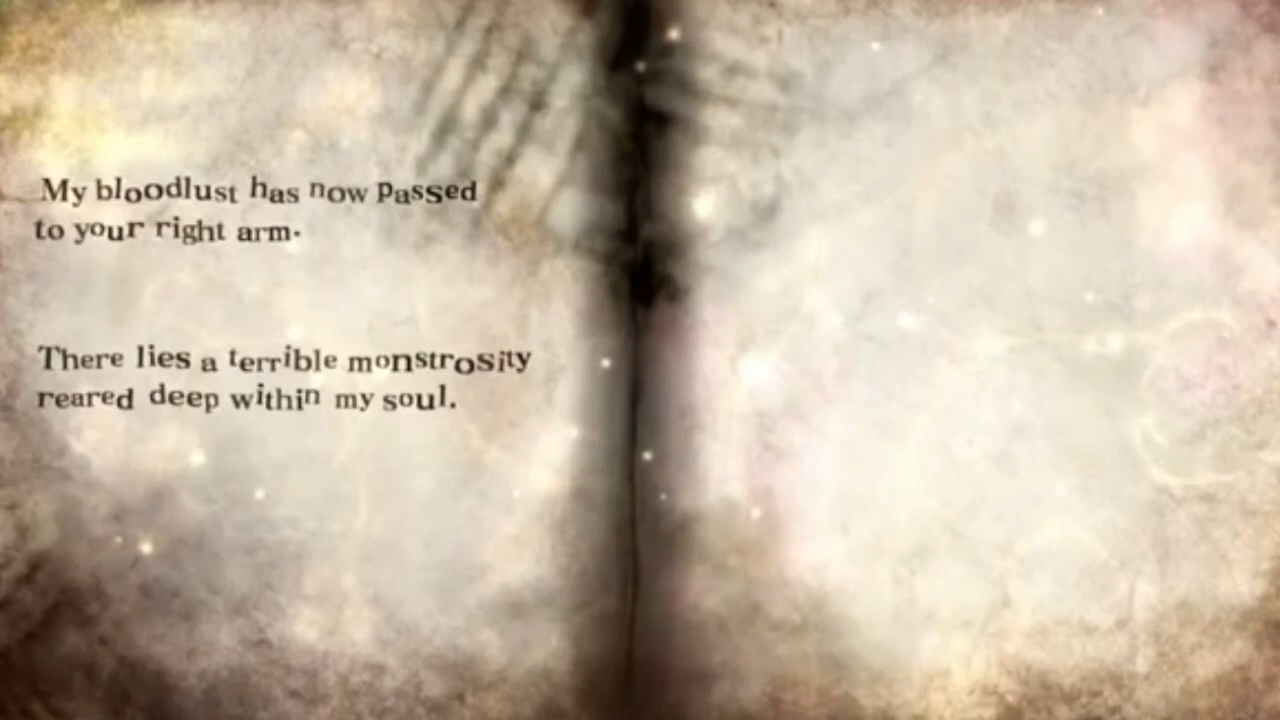 My bloodlust has now passed
to your right arm.
There lies a terrible monstrosity
reared deep within my soul.